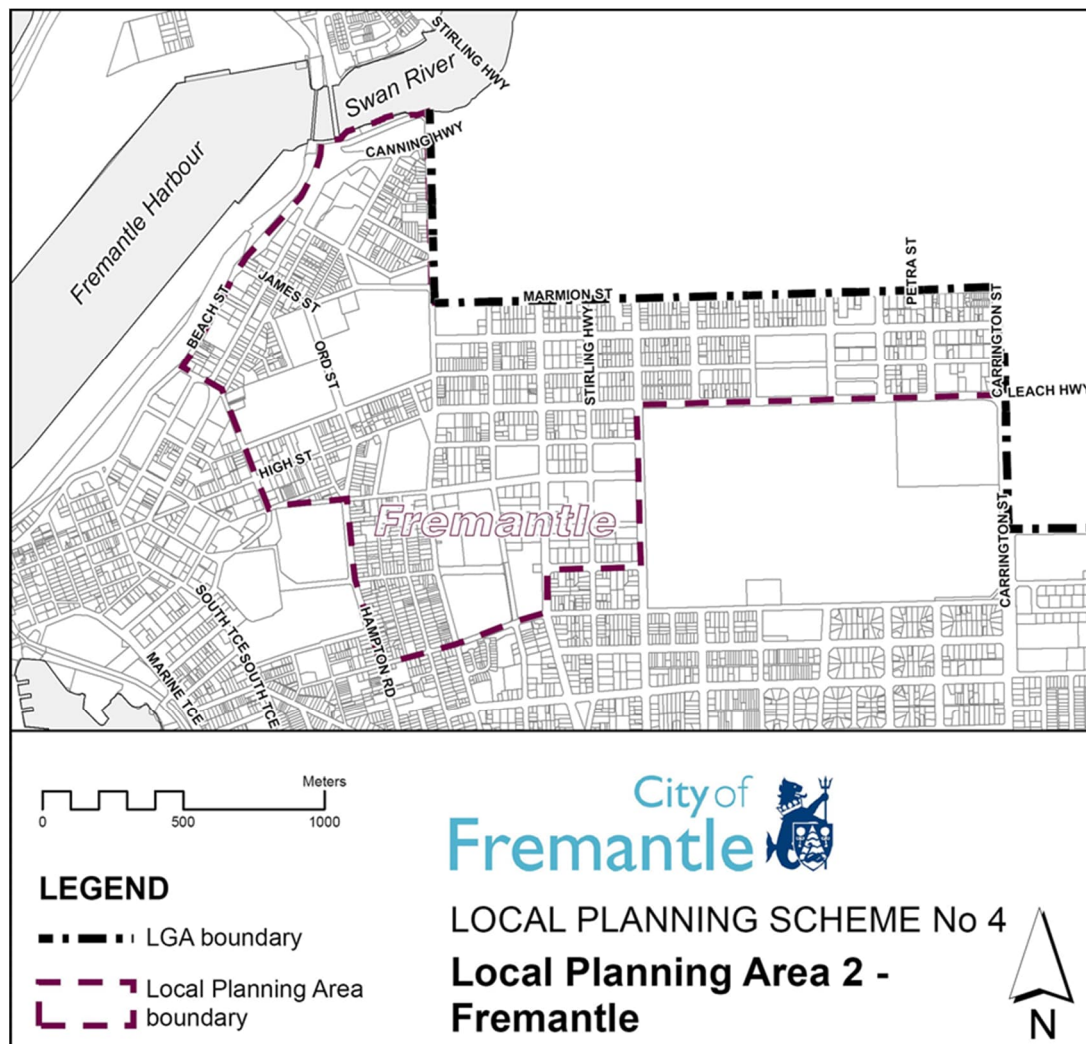 STIRLING HWY
Swan River
CANNING HWY
Fremantle Harbour
JAMES ST
BEACH ST
ORD ST
MARMION ST
STIRLING HWY
PETRA ST
CARRINGTON ST
LEACH HWY
HIGH ST
Fremantle
CARRINGTON ST
SOUTH TCE
SOUTH TCE
HAMPTON RD
MARINE TCE
Meters
0 500 1000
City of
Fremantle
LEGEND
LGA boundary
Local Planning Area
boundary
LOCAL PLANNING SCHEME No 4
Local Planning Area 2 -
Fremantle
N